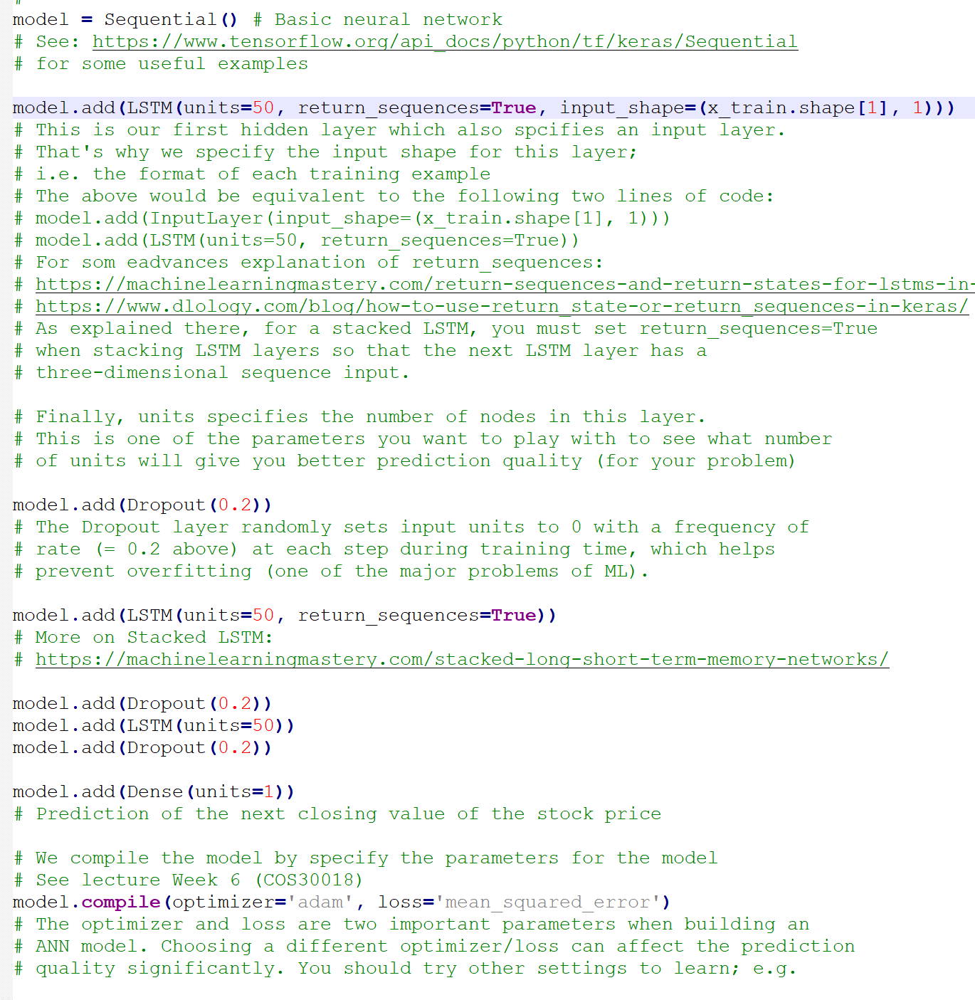 #
model = Sequential() # Basic neural network
# See: https://www.tensorflow.org/api_docs/python/tf/keras/Sequential
# for some useful examples
model.add(LSTM(units=50, return_sequences=True, input_shape=(x_train.shape[1], 1)))
# This is our first hidden layer which also spcifies an input layer.
# That's why we specify the input shape for this layer;
# i.e. the format of each training example
# The above would be equivalent to the following two lines of code:
# model.add(InputLayer(input_shape=(x_train.shape[1], 1)))
# model.add(LSTM(units=50, return_sequences=True))
# For som eadvances explanation of return_sequences:
# https://machinelearningmastery.com/return-sequences-and-return-states-for-lstms-in-
# https://www.dlology.com/blog/how-to-use-return_state-or-return_sequences-in-keras/
# As explained there, for a stacked LSTM, you must set return_sequences=True
# when stacking LSTM layers so that the next LSTM layer has a
# three-dimensional sequence input.
# Finally, units specifies the number of nodes in this layer.
# This is one of the parameters you want to play with to see what number
# of units will give you better prediction quality (for your problem)
model.add(Dropout(0.2))
# The Dropout layer randomly sets input units to 0 with a frequency of
# rate (= 0.2 above) at each step during training time, which helps
# prevent overfitting (one of the major problems of ML).
model.add(LSTM(units=50, return_sequences=True))
# More on Stacked LSTM:
# https://machinelearningmastery.com/stacked-long-short-term-memory-networks/
model.add(Dropout(0.2))
model.add(LSTM(units=50))
model.add(Dropout(0.2))
model.add(Dense(units=1))
# Prediction of the next closing value of the stock price
# We compile the model by specify the parameters for the model
# See lecture Week 6 (COS30018)
model.compile(optimizer='adam', loss='mean_squared_error')
# The optimizer and loss are two important parameters when building an
# ANN model. Choosing a different optimizer/loss can affect the prediction
# quality significantly. You should try other settings to learn; e.g.